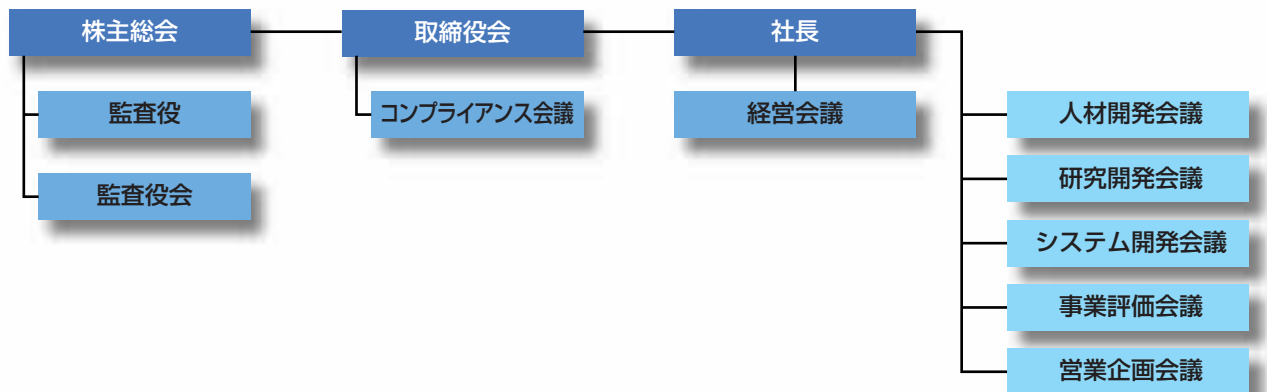 株主総会
取締役会
社長
監査役
コンプライアンス会議
経営会議
人材開発会議
監査役会
研究開発会議
システム開発会議
事業評価会議
営業企画会議